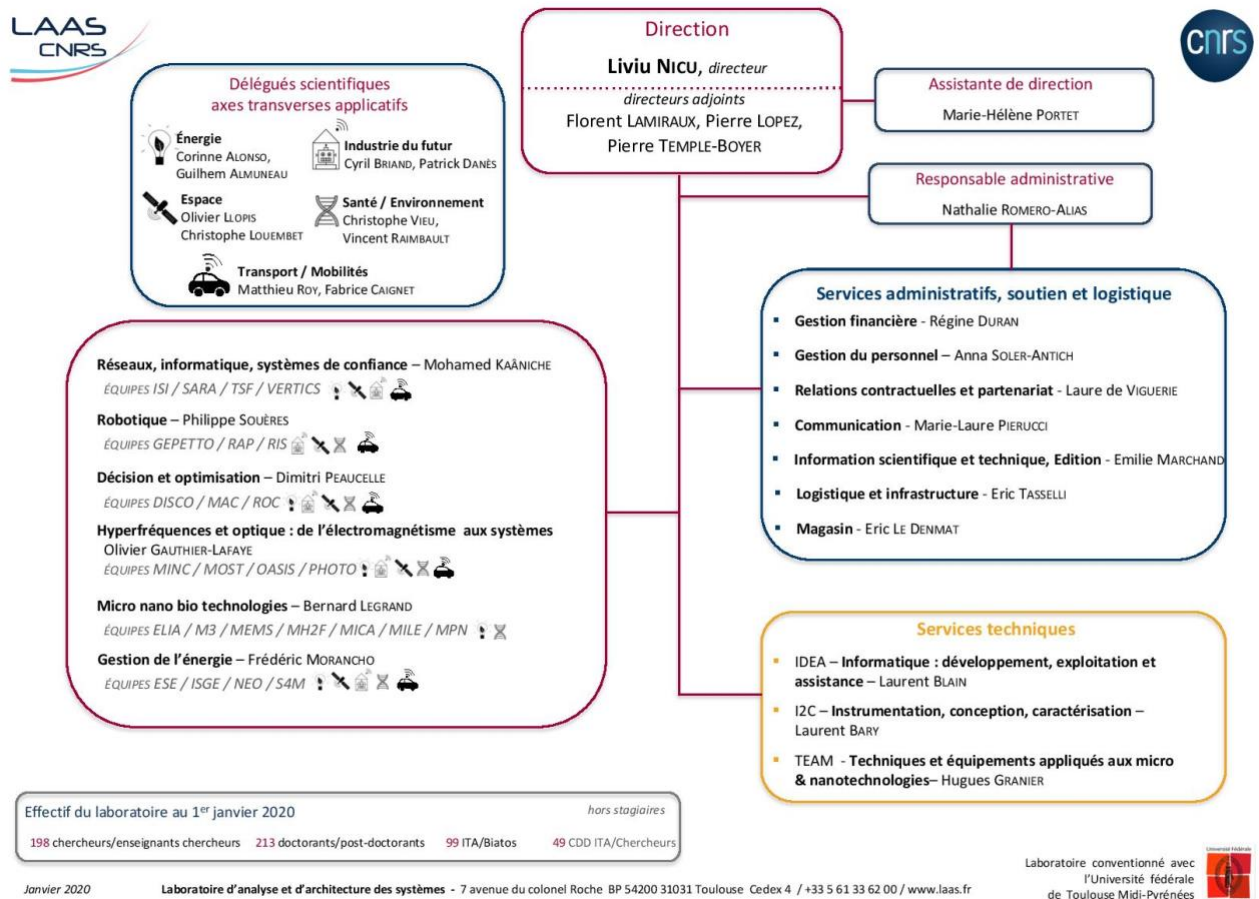 LAAS
CNRS
Direction
Liviu NICU, directeur
directeurs adjoints
Florent LAMIRAUX, Pierre LOPEZ,
Pierre TEMPLE-BOYER
cnrs
Assistante de direction
Marie-Hélène PORTET
Responsable administrative
Nathalie ROMERO-ALIAS
Délégués scientifiques
axes transverses applicatifs
Énergie
Corinne ALONSO,
Guilhem ALMUNEAU
Industrie du futur
Cyril BRIAND, Patrick DANÈS
Espace
Olivier LLOPIS
Christophe LOUEMBET
Santé / Environnement
Christophe VIEU,
Vincent RAIMBAULT
Transport / Mobilités
Matthieu ROY, Fabrice CAIGNET
Services administratifs, soutien et logistique
▪ Gestion financière - Régine DURAN
▪ Gestion du personnel – Anna SOLER-ANTICH
▪ Relations contractuelles et partenariat - Laure de VIGUERIE
▪ Communication - Marie-Laure PIERUCCI
▪ Information scientifique et technique, Edition - Emilie MARCHAND
▪ Logistique et infrastructure - Eric TASSELLI
▪ Magasin - Eric LE DENMAT
Réseaux, informatique, systèmes de confiance – Mohamed KAÂNICHE
ÉQUIPES ISI / SARA / TSF / VERTICS
Robotique – Philippe SOUÈRES
ÉQUIPES GEPETTO / RAP / RIS
Décision et optimisation – Dimitri PEAUCELLE
ÉQUIPES DISCO / MAC / ROC
Hyperfréquences et optique : de l'électromagnétisme aux systèmes
Olivier GAUTHIER-LAFAYE
ÉQUIPES MINC / MOST / OASIS / PHOTO
Micro nano bio technologies – Bernard LEGRAND
ÉQUIPES ELIA / M3 / MEMS / MH2F / MICA / MILE / MPN
Gestion de l'énergie – Frédéric MORANCHO
ÉQUIPES ESE / ISGE / NEO / S4M
Services techniques
▪ IDEA – Informatique : développement, exploitation et
assistance – Laurent BLAIN
▪ I2C – Instrumentation, conception, caractérisation –
Laurent BARY
▪ TEAM - Techniques et équipements appliqués aux micro
& nanotechnologies– Hugues GRANIER
Effectif du laboratoire au 1er janvier 2020
hors stagiaires
198 chercheurs/enseignants chercheurs 213 doctorants/post-doctorants 99 ITA/Biatos 49 CDD ITA/Chercheurs
Laboratoire conventionné avec
l'Université fédérale
de Toulouse Midi-Pyrénées
Université Fédérale
Janvier 2020 Laboratoire d'analyse et d'architecture des systèmes - 7 avenue du colonel Roche BP 54200 31031 Toulouse Cedex 4 / +33 5 61 33 62 00 / www.laas.fr